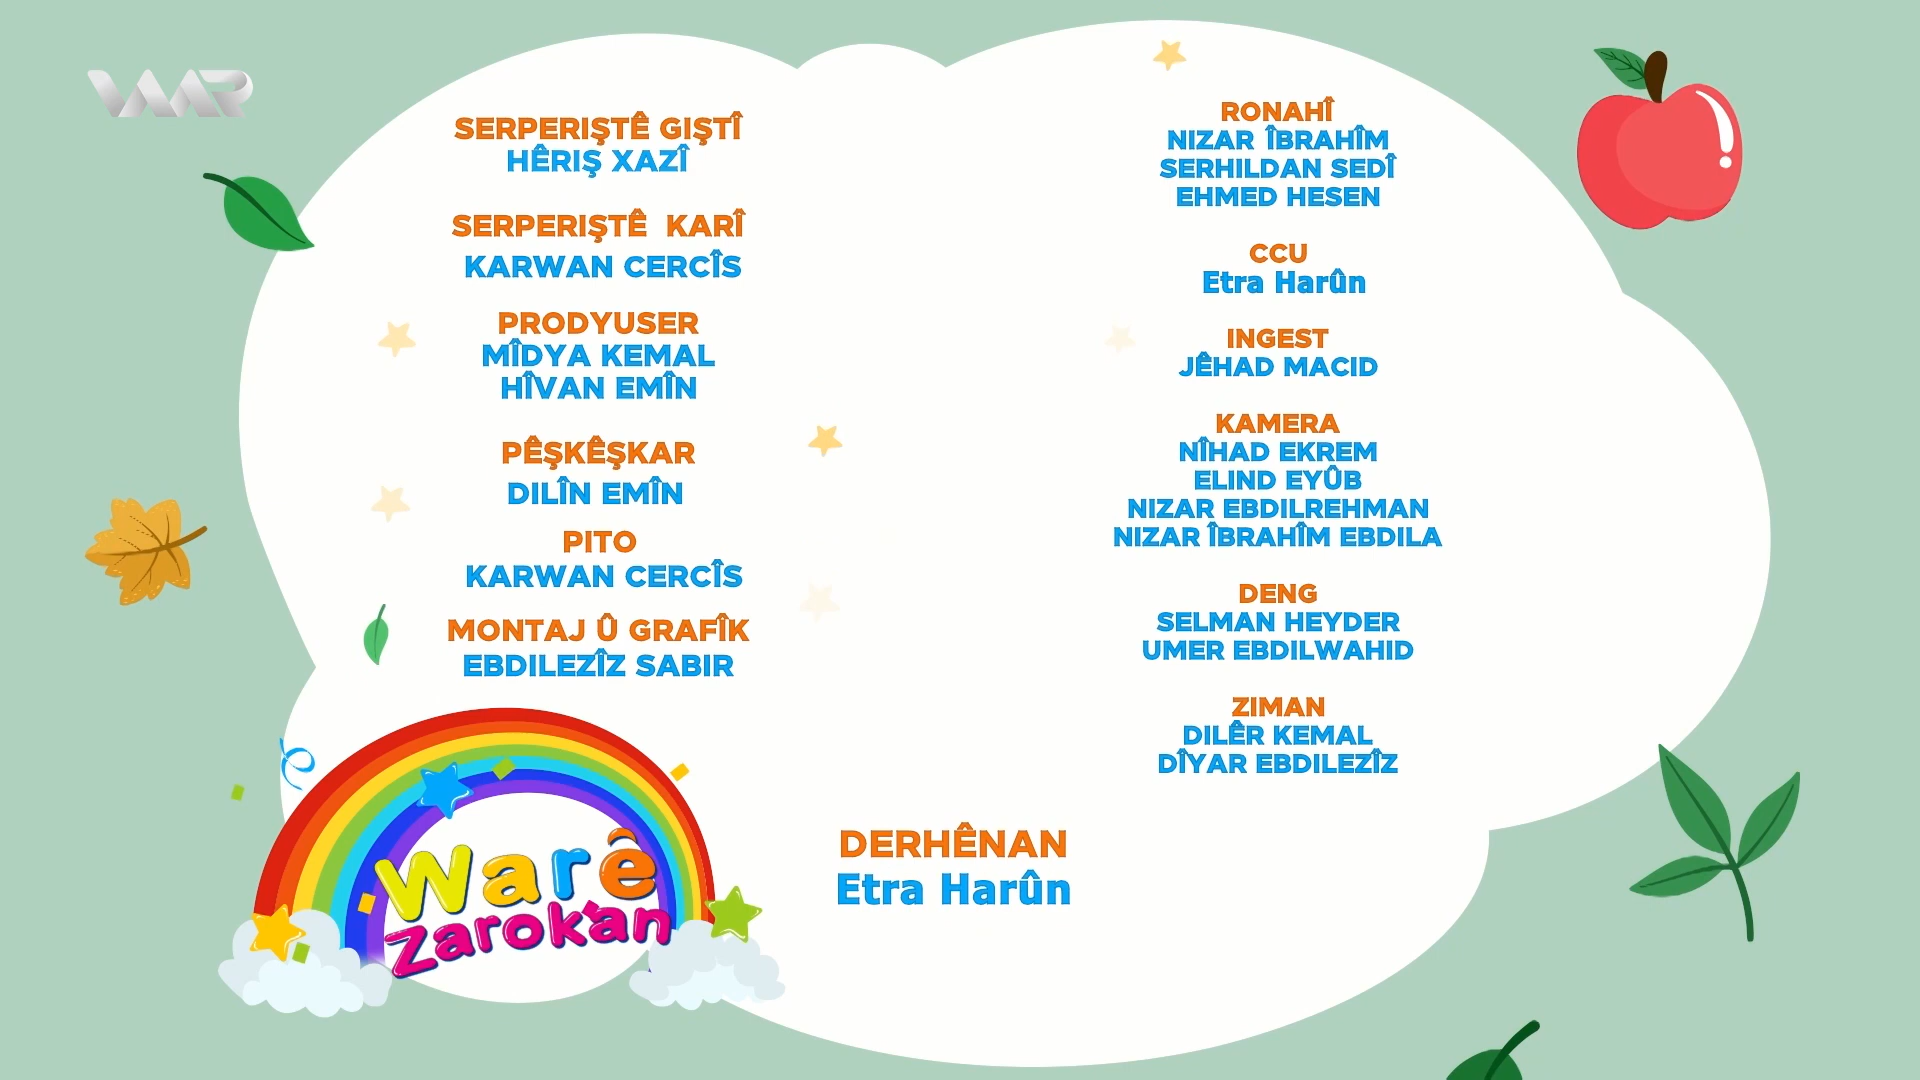 WAAR
SERPERIŞTÊ GIŞTÎ
HÊRIŞ XAZÎ
SERPERIŞTÊ KARÎ
KARWAN CERCÎS
PRODYUSER
MÎDYA KEMAL
HÎVAN EMÎN
PÊŞKÊŞKAR
DILÎN EMÎN
PITO
KARWAN CERCÎS
MONTAJ Û GRAFÎK
EBDILEZÎZ SABIR
RONAHÎ
NIZAR ÎBRAHÎM
SERHILDAN SEDÎ
EHMED HESEN
CCU
Etra Harûn
INGEST
JÊHAD MACID
KAMERA
NÎHAD EKREM
ELIND EYÛB
NIZAR EBDILREHMAN
NIZAR ÎBRAHÎM EBDILA
DENG
SELMAN HEYDER
UMER EBDILWAHID
ZIMAN
DILÊR KEMAL
DÎYAR EBDILEZÎZ
Warê
Zarokan
DERHÊNAN
Etra Harûn